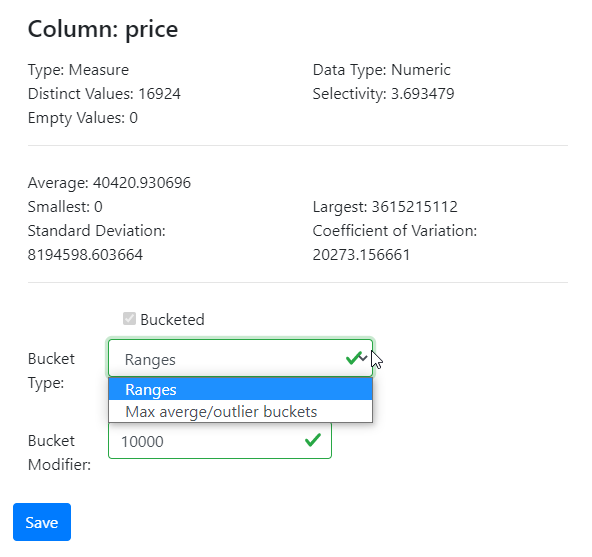 Column: price
Type: Measure
Data Type: Numeric
Distinct Values: 16924
Selectivity: 3.693479
Empty Values: 0
Average: 40420.930696
Smallest: 0
Largest: 3615215112
Standard Deviation:
8194598.603664
Coefficient of Variation:
20273.156661
Bucketed
Bucket
Type:
Ranges
Ranges
Max averge/outlier buckets
Bucket
Modifier:
10000
Save